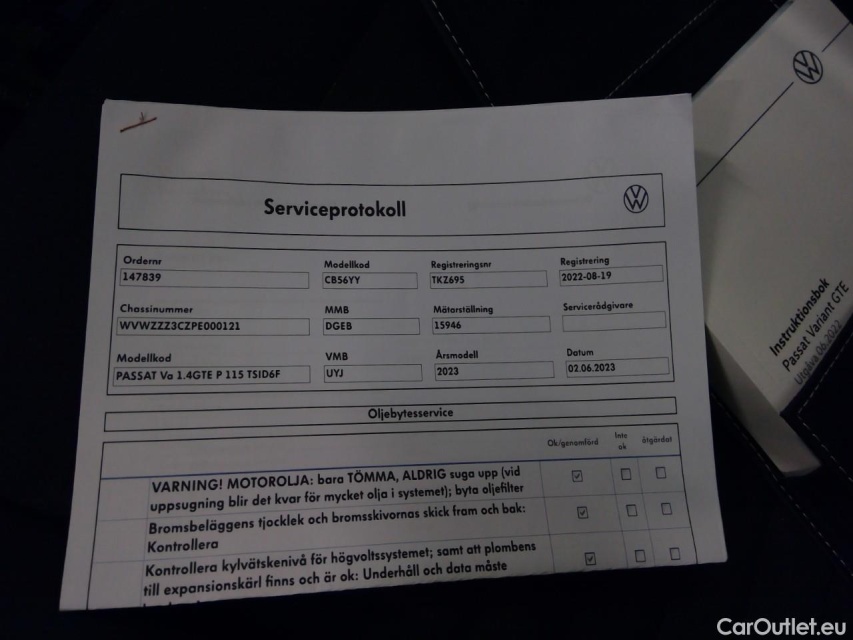 Serviceprotokoll
Ordernr
147839
Modellkod
CB56YY
Registreringsnr
TKZ695
Registrering
2022-08-19
Chassinummer
WVWZZZ3CZPE000121
MMB
DGEB
Mätarställning
15946
Servicerådgivare
Modellkod
PASSAT Va 1.4GTE P 115 TSID6F
VMB
UYJ
Årsmodell
2023
Datum
02.06.2023
Oljebytesservice
Ok/genomförd
Inte
ok
åtgärdat
VARNING! MOTOROLJA: bara TÖMMA, ALDRIG suga upp (vid
uppsugning blir det kvar för mycket olja i systemet); byta oljefilter
Bromsbeläggens tjocklek och bromsskivornas skick fram och bak:
Kontrollera
Kontrollera kylvätskenivå för högvoltssystemet; samt att plombens
till expansionskärl finns och är ok: Underhåll och data måste
Instruktionsbok
Passat Variant GTE
Utgåva 06.2022
CarOutlet.eu